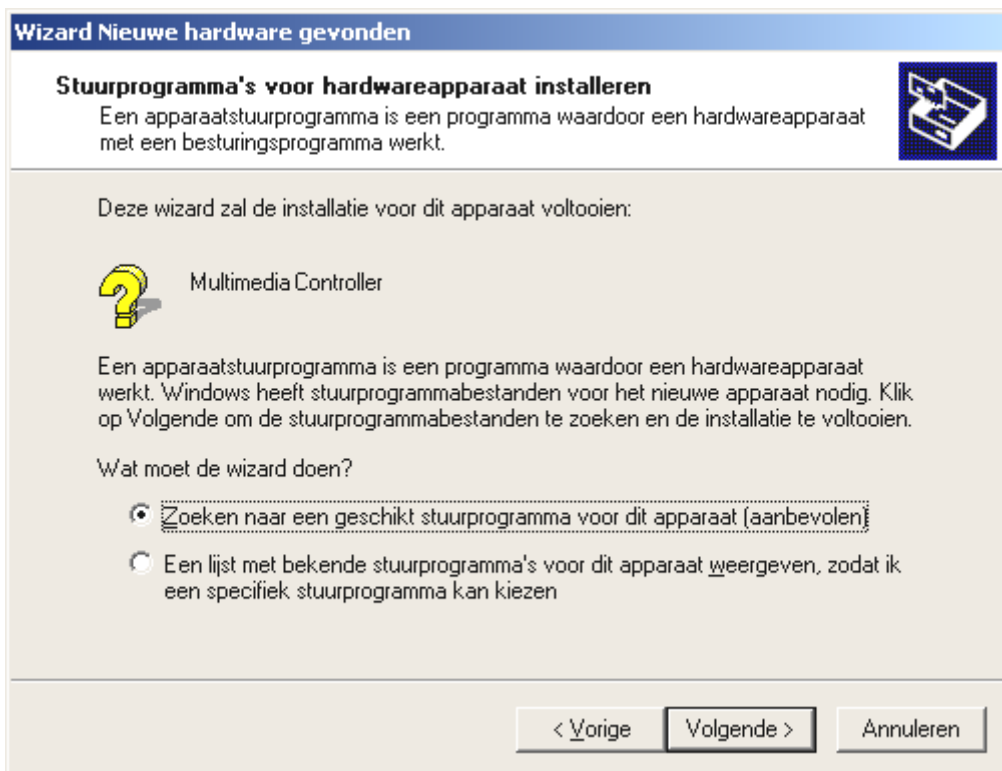 Wizard Nieuwe hardware gevonden
Stuurprogramma's voor hardwareapparaat installeren
Een apparaatstuurprogramma is een programma waardoor een hardwareapparaat
met een besturingsprogramma werkt.
Deze wizard zal de installatie voor dit apparaat voltooien:
Multimedia Controller
Een apparaatstuurprogramma is een programma waardoor een hardwareapparaat
werkt. Windows heeft stuurprogrammabestanden voor het nieuwe apparaat nodig. Klik
op Volgende om de stuurprogrammabestanden te zoeken en de installatie te voltooien.
Wat moet de wizard doen?
Zoeken naar een geschikt stuurprogramma voor dit apparaat (aanbevolen)
Een lijst met bekende stuurprogramma's voor dit apparaat weergeven, zodat ik
een specifiek stuurprogramma kan kiezen
< Vorige
Volgende >
Annuleren